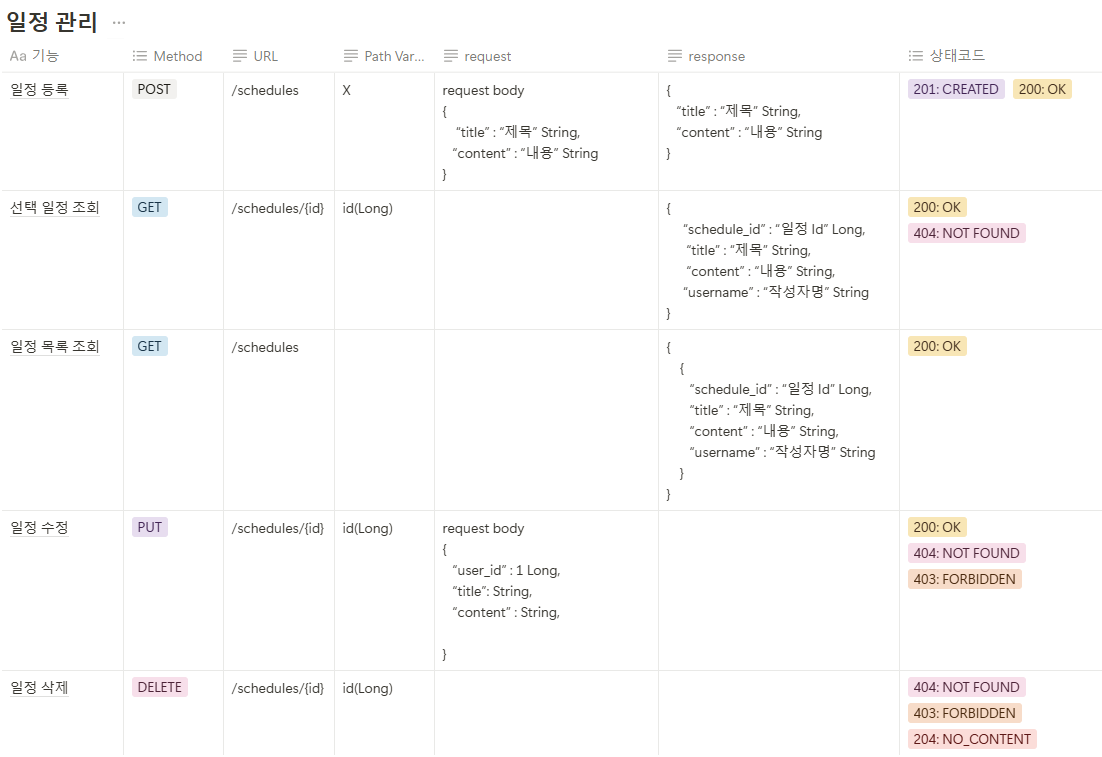 일정 관리 ...
Aa 기능 Method URL Path Var... request response 상태코드
일정 등록 POST /schedules X
request body
{
“title” : “제목” String,
“content” : “내용” String
}
{
“title” : “제목” String,
“content” : “내용” String
}
201: CREATED 200: OK
선택 일정 조회 GET /schedules/{id} id(Long)
{
“schedule_id” : “일정 Id” Long,
“title” : “제목” String,
“content” : “내용” String,
“username” : “작성자명” String
}
200: OK
404: NOT FOUND
일정 목록 조회 GET /schedules
{
{
“schedule_id” : “일정 Id” Long,
“title” : “제목” String,
“content” : “내용” String,
“username” : “작성자명” String
}
}
200: OK
일정 수정 PUT /schedules/{id} id(Long)
request body
{
“user_id” : 1 Long,
“title”: String,
“content” : String,
}
200: OK
404: NOT FOUND
403: FORBIDDEN
일정 삭제 DELETE /schedules/{id} id(Long)
404: NOT FOUND
403: FORBIDDEN
204: NO_CONTENT